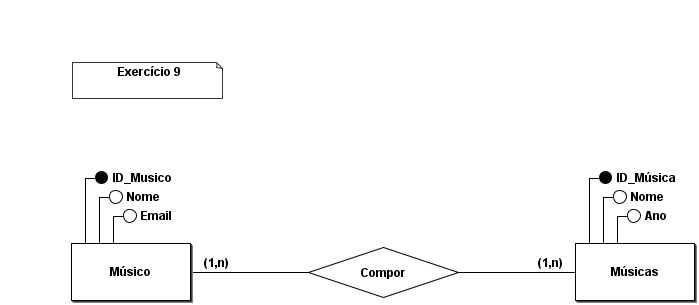 Exercício 9
ID_Musico
Nome
Email
ID_Música
Nome
Ano
Músico
(1,n)
Compor
(1,n)
Músicas